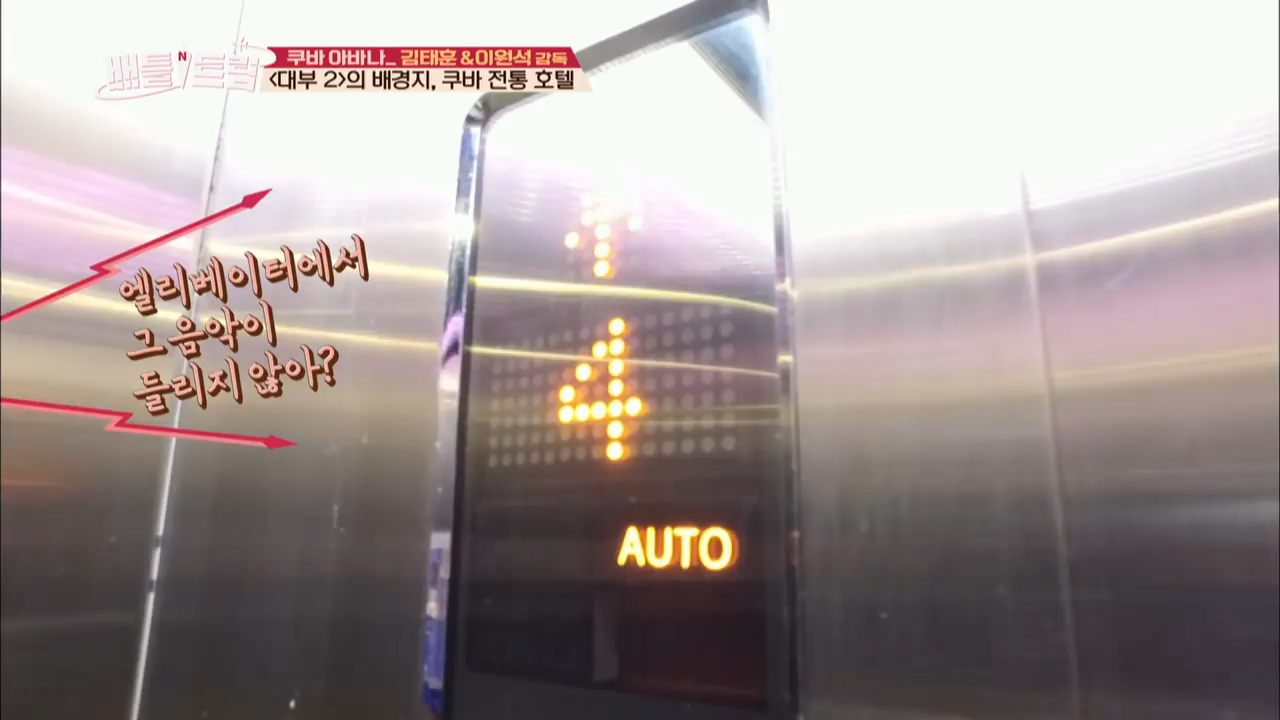 배틀N트립
쿠바 아바나_ 김태훈 & 이원석 감독
<대부 2>의 배경지, 쿠바 전통 호텔
엘리베이터에서
그 음악이
들리지 않아?
4
AUTO